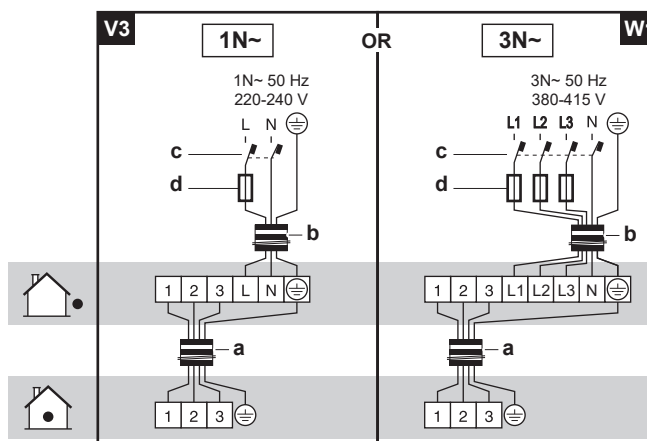 V3
1N~
OR
3N~
W1
1N~ 50 Hz
220-240 V
3N~ 50 Hz
380-415 V
L N
L1 L2 L3 N
c
d
b
c
d
b
1 2 3 L N
1 2 3 L1 L2 L3 N
a
a
1 2 3
1 2 3